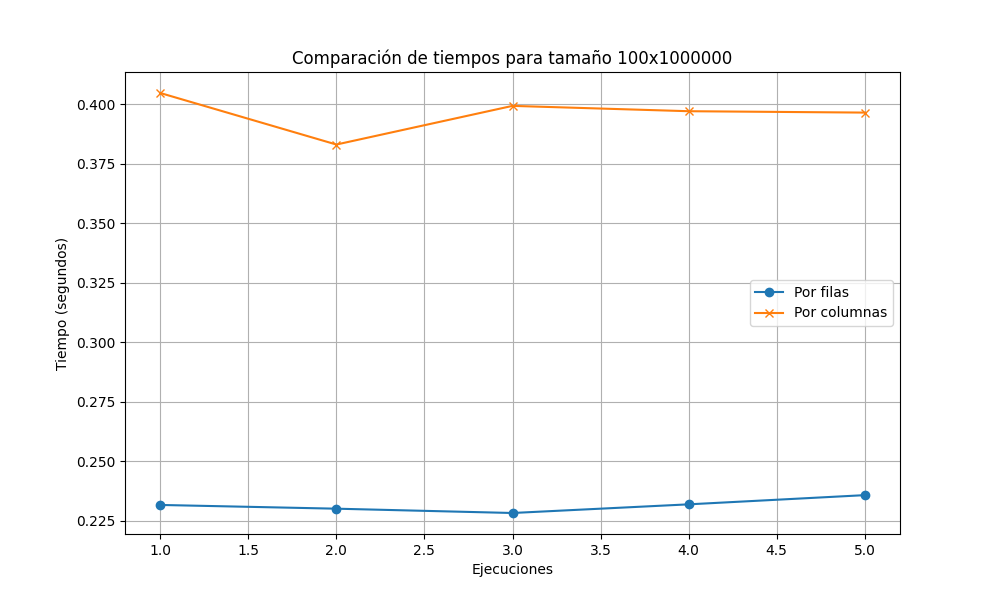 Comparación de tiempos para tamaño 100x1000000
Tiempo (segundos)
0.400
0.375
0.350
0.325
0.300
0.275
0.250
0.225
Por filas
Por columnas
1.0 1.5 2.0 2.5 3.0 3.5 4.0 4.5 5.0
Ejecuciones